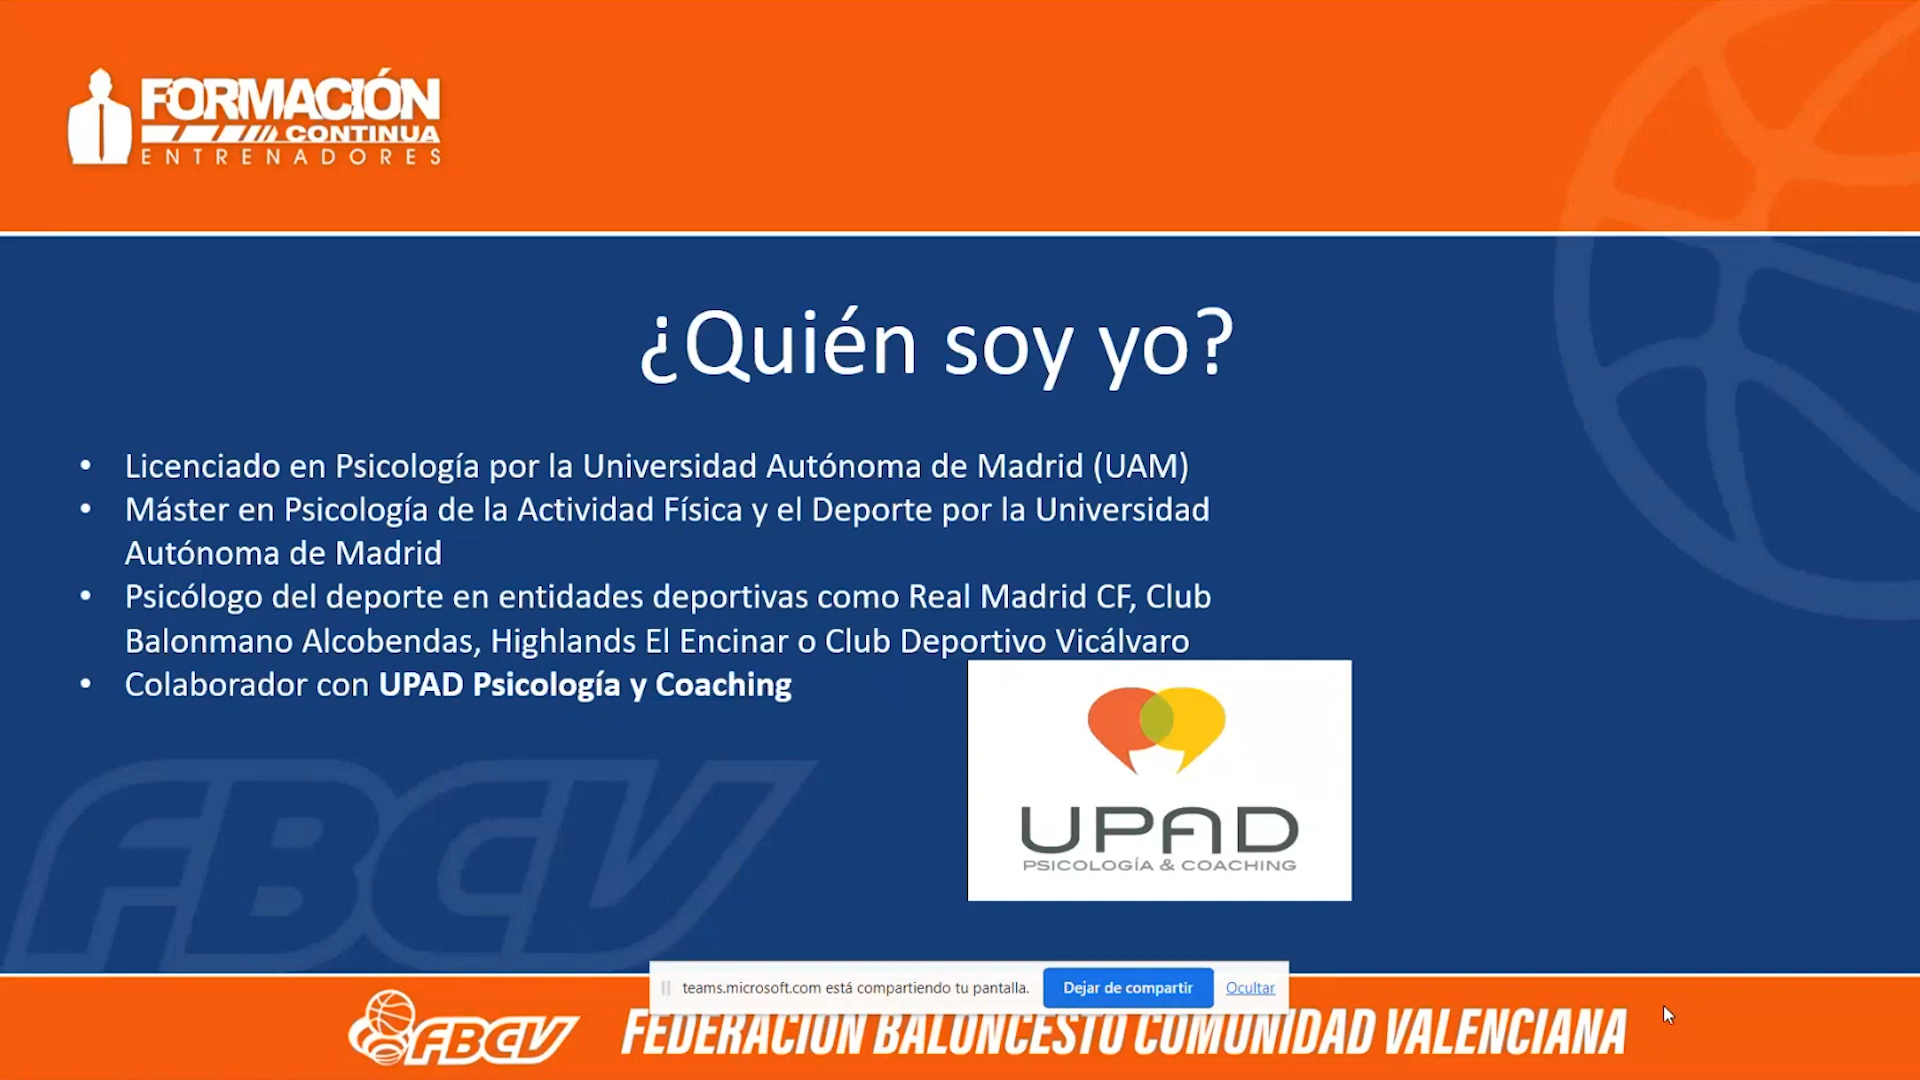 FORMACIÓN
CONTINUA
ENTRENADORES
¿Quién soy yo?
• Licenciado en Psicología por la Universidad Autónoma de Madrid (UAM)
• Máster en Psicología de la Actividad Física y el Deporte por la Universidad
Autónoma de Madrid
• Psicólogo del deporte en entidades deportivas como Real Madrid CF, Club
Balonmano Alcobendas, Highlands El Encinar o Club Deportivo Vicálvaro
• Colaborador con UPAD Psicología y Coaching
UPAD
PSICOLOGÍA & COACHING
FBCV
teams.microsoft.com está compartiendo tu pantalla. Dejar de compartir Ocultar
FBCV FEDERACIÓN BALONCESTO COMUNIDAD VALENCIANA